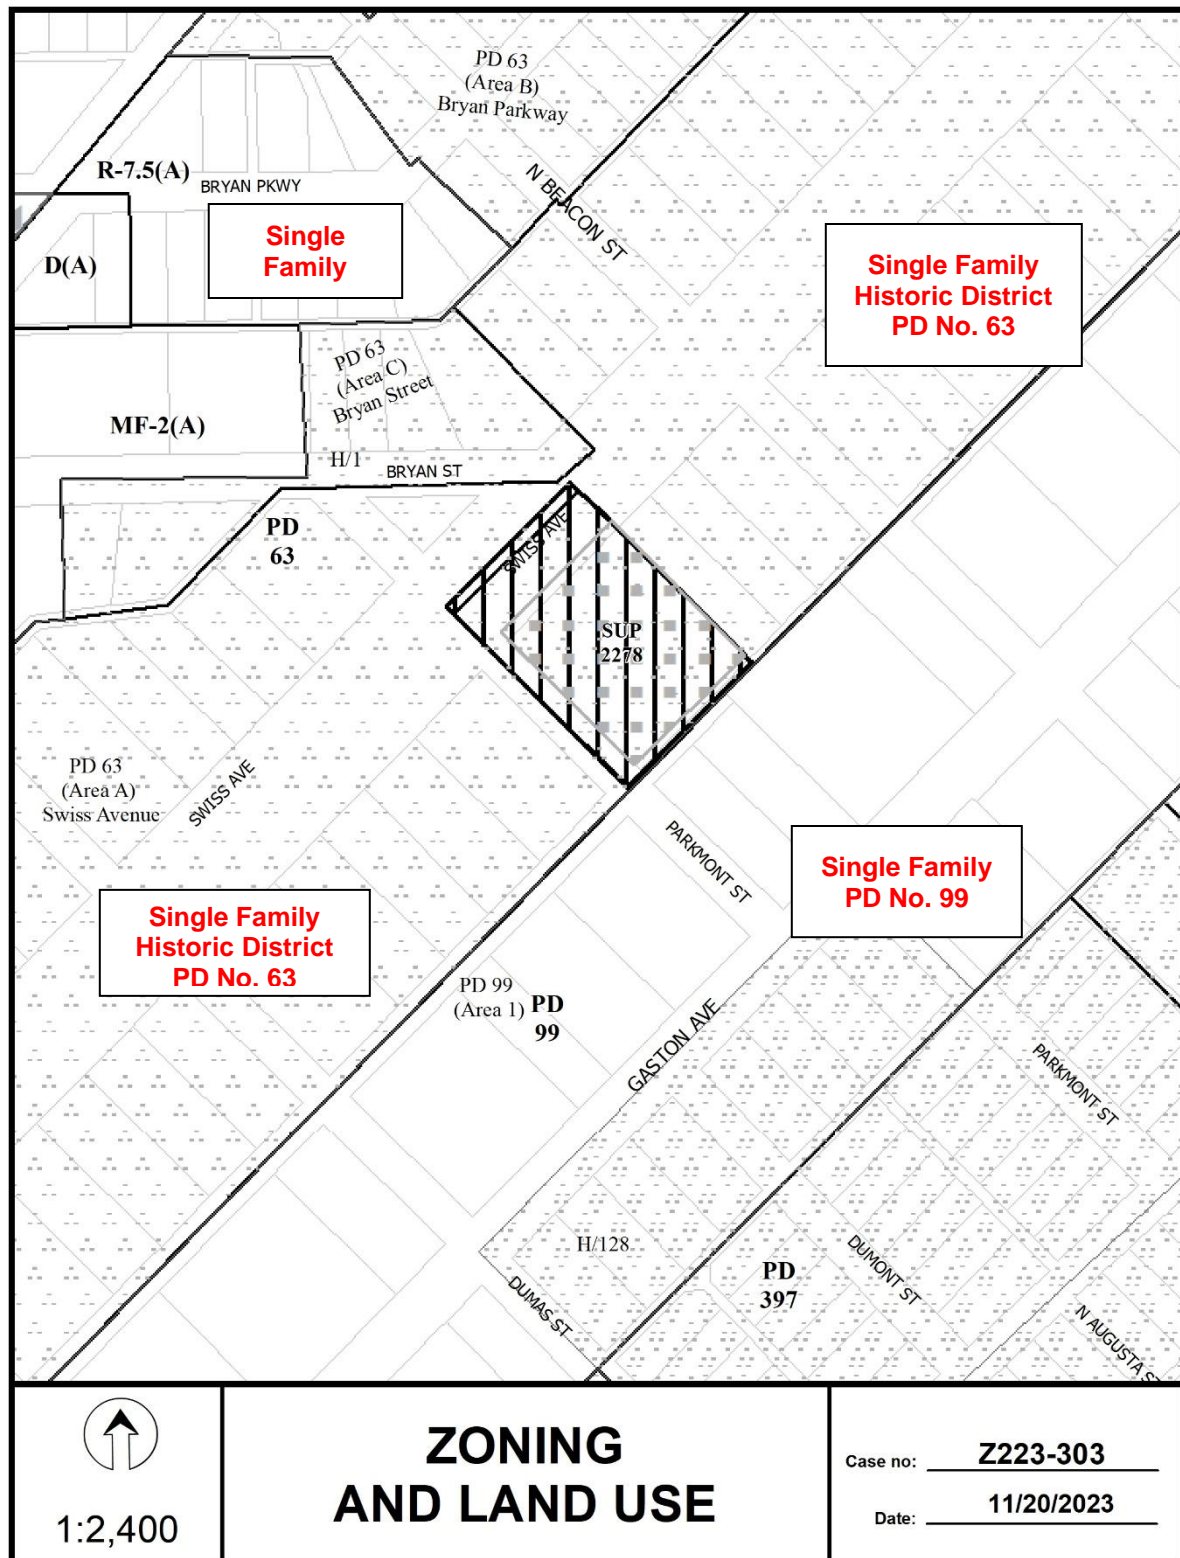 PD 63
(Area B)
Bryan Parkway
R-7.5(A)
BRYAN PKWY
N BEACON ST
Single
Family
D(A)
Single Family
Historic District
PD No. 63
PD 63
(Area C)
Bryan Street
MF-2(A)
H/1
BRYAN ST
PD
63
SWISS AVE
SUP
2278
PD 63
(Area A)
Swiss Avenue
SWISS AVE
PARKMONT ST
Single Family
PD No. 99
Single Family
Historic District
PD No. 63
PD 99
(Area 1)
PD
99
GASTON AVE
PARKMONT ST
H/128
DUMAS ST
PD
397
DUMONT ST
N AUGUSTA ST
1:2,400
ZONING
AND LAND USE
Case no: Z223-303
Date: 11/20/2023